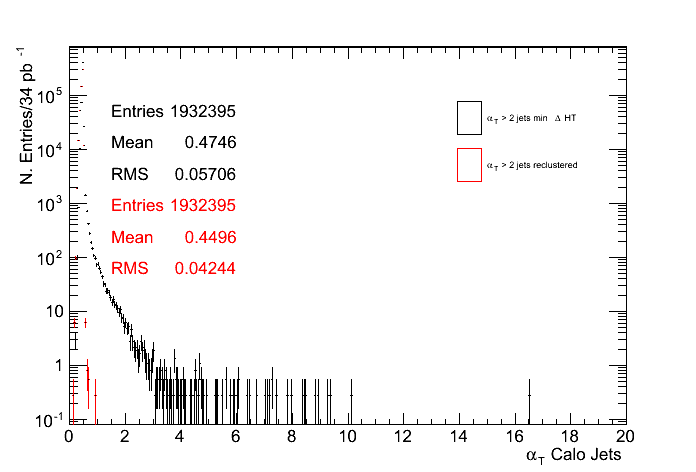 N. Entries/34 pb⁻¹
Entries 1932395
Mean 0.4746
RMS 0.05706
Entries 1932395
Mean 0.4496
RMS 0.04244
α_T > 2 jets min Δ HT
α_T > 2 jets reclustered
10⁵
10⁴
10³
10²
10
1
10⁻¹
0 2 4 6 8 10 12 14 16 18 20
α_T Calo Jets